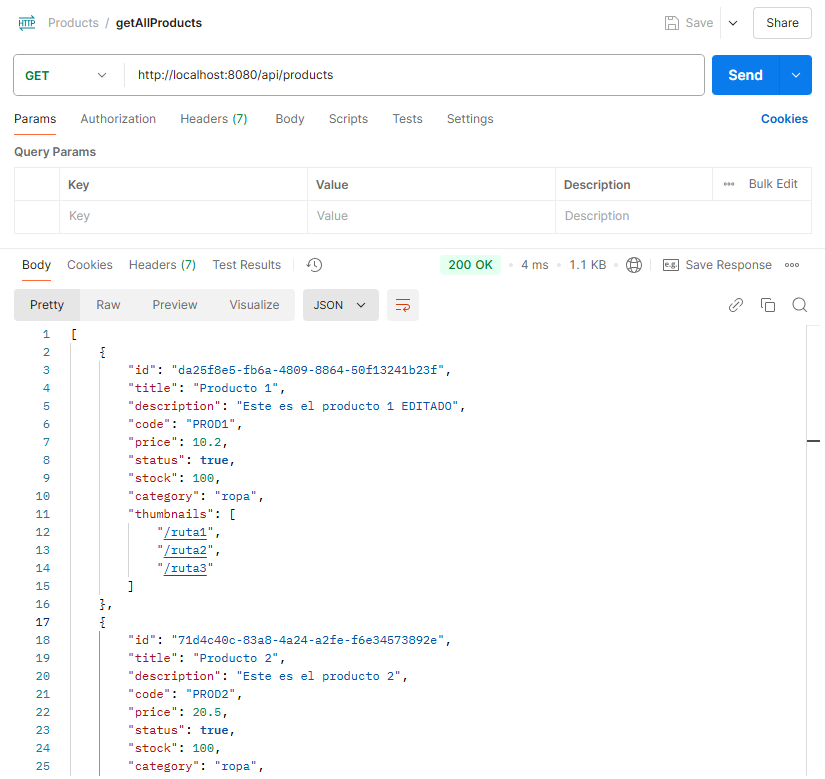 HTTP Products / getAllProducts Save Share
GET http://localhost:8080/api/products Send
Params Authorization Headers (7) Body Scripts Tests Settings Cookies
Query Params
Key Value Description Bulk Edit
Key Value Description
Body Cookies Headers (7) Test Results 200 OK 4 ms 1.1 KB e.g. Save Response
Pretty Raw Preview Visualize JSON
1 [
2 {
3 "id": "da25f8e5-fb6a-4809-8864-50f13241b23f",
4 "title": "Producto 1",
5 "description": "Este es el producto 1 EDITADO",
6 "code": "PROD1",
7 "price": 10.2,
8 "status": true,
9 "stock": 100,
10 "category": "ropa",
11 "thumbnails": [
12 "/ruta1",
13 "/ruta2",
14 "/ruta3"
15 ]
16 },
17 {
18 "id": "71d4c40c-83a8-4a24-a2fe-f6e34573892e",
19 "title": "Producto 2",
20 "description": "Este es el producto 2",
21 "code": "PROD2",
22 "price": 20.5,
23 "status": true,
24 "stock": 100,
25 "category": "ropa",